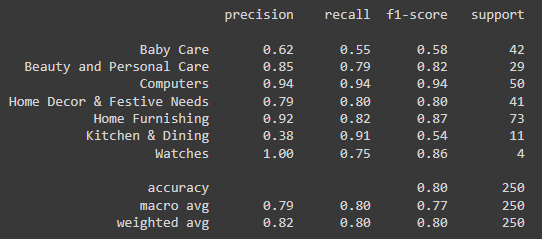 precision recall f1-score support
Baby Care 0.62 0.55 0.58 42
Beauty and Personal Care 0.85 0.79 0.82 29
Computers 0.94 0.94 0.94 50
Home Decor & Festive Needs 0.79 0.80 0.80 41
Home Furnishing 0.92 0.82 0.87 73
Kitchen & Dining 0.38 0.91 0.54 11
Watches 1.00 0.75 0.86 4
accuracy 0.80 250
macro avg 0.79 0.80 0.77 250
weighted avg 0.82 0.80 0.80 250